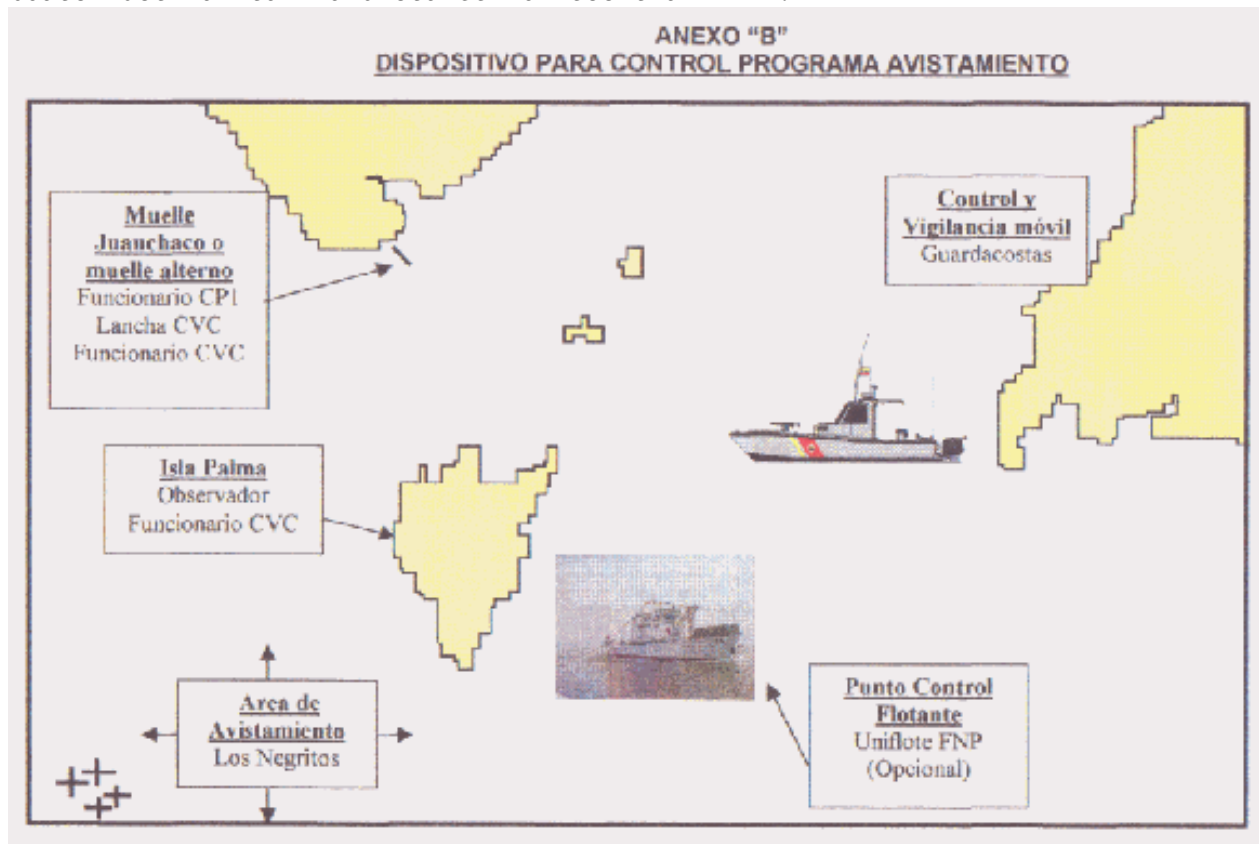 ANEXO "B"
DISPOSITIVO PARA CONTROL PROGRAMA AVISTAMIENTO
Muelle
Juanchaco o
muelle alterno
Funcionario CP1
Lancha CVC
Funcionario CVC
Control y
Vigilancia móvil
Guardacostas
Isla Palma
Observador
Funcionario CVC
Area de
Avistamiento
Los Negritos
Punto Control
Flotante
Uniflote FNP
(Opcional)